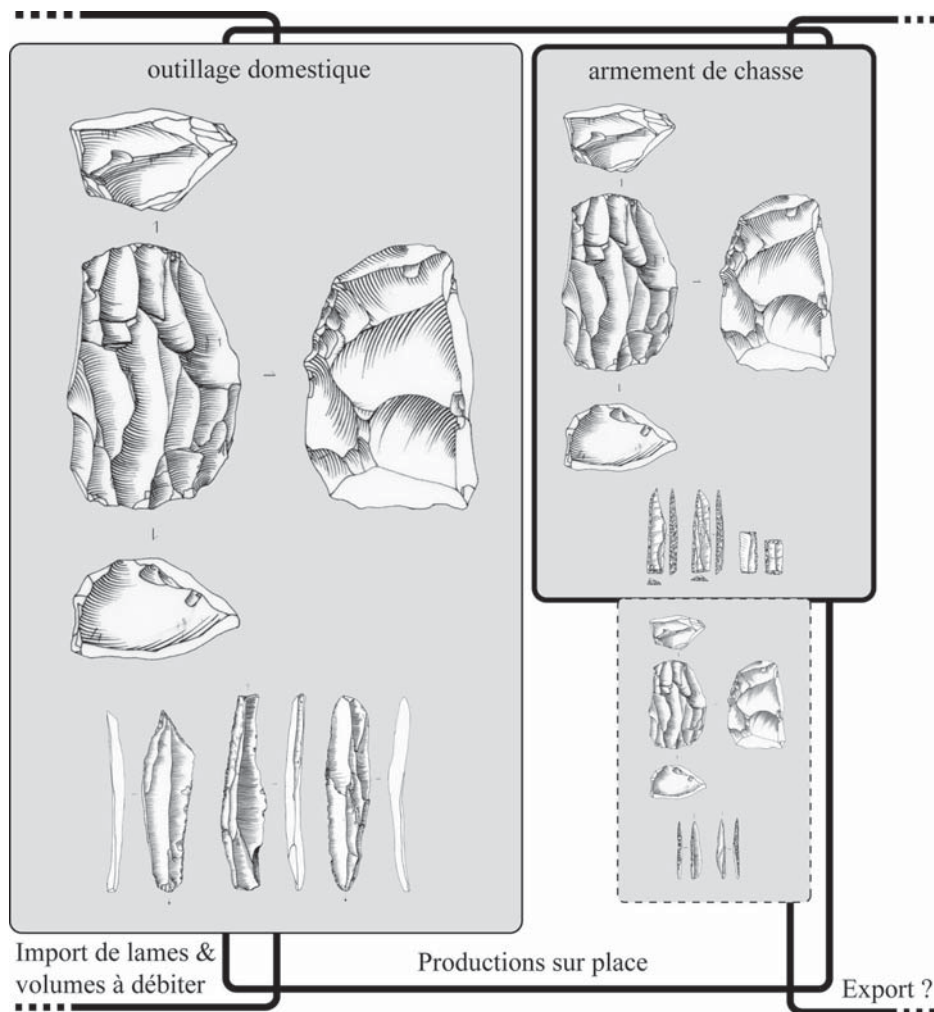 outillage domestique
armement de chasse
Import de lames &
volumes à débiter
Productions sur place
Export ?